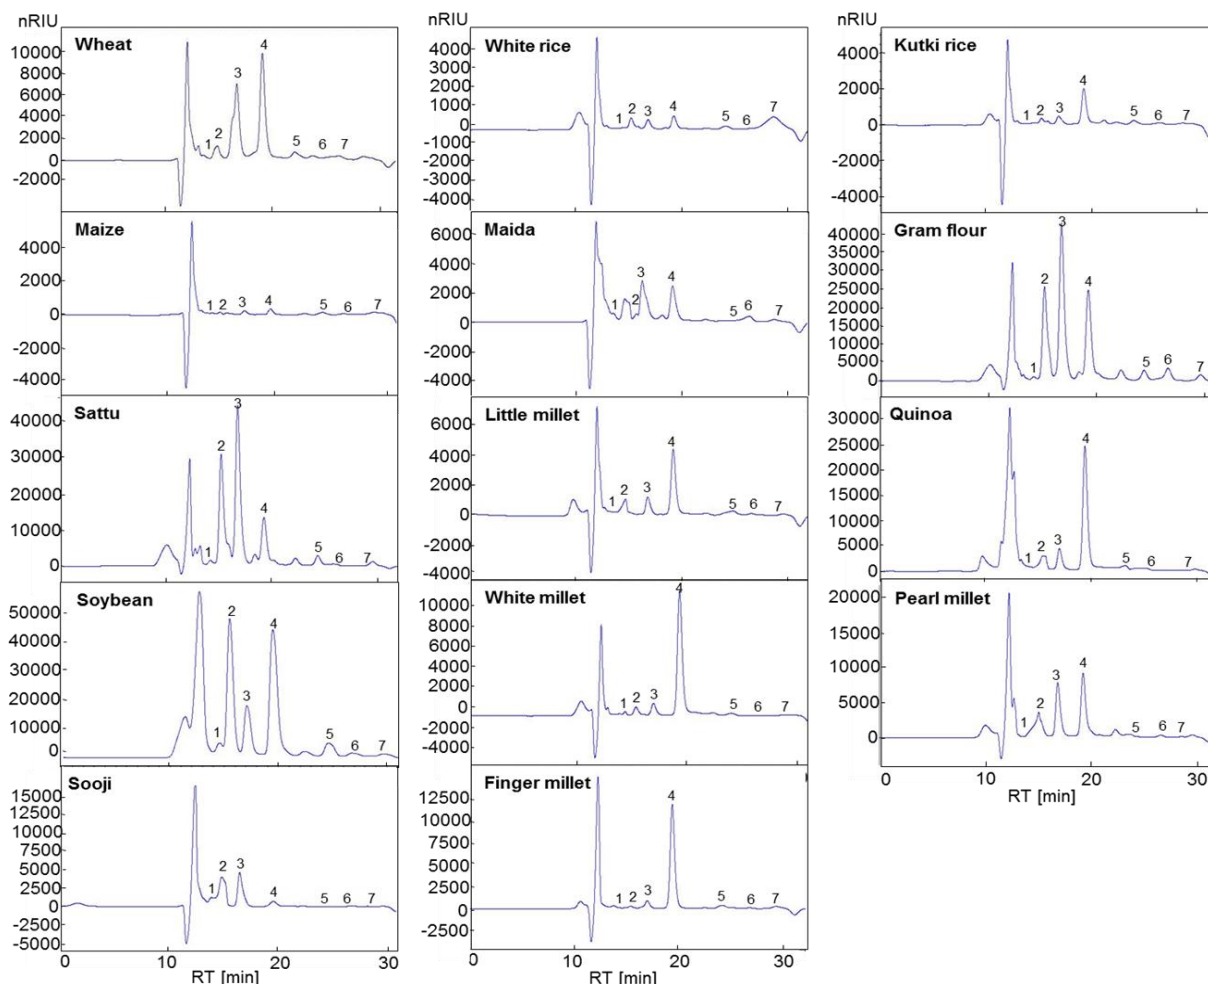 nRIU
Wheat
10000
8000
6000
4000
2000
0
-2000
1 2 3 4 5 6 7
Maize
4000
2000
0
-2000
-4000
1 2 3 4 5 6 7
Sattu
40000
30000
20000
10000
0
1 2 3 4 5 6 7
Soybean
50000
40000
30000
20000
10000
0
1 2 3 4 5 6 7
Sooji
15000
12500
10000
7500
5000
2500
0
-2500
-5000
1 2 3 4 5 6 7
0 10 20 30
RT [min]
nRIU
White rice
4000
3000
2000
1000
0
-1000
-2000
-3000
-4000
1 2 3 4 5 6 7
Maida
6000
4000
2000
0
-2000
-4000
1 2 3 4 5 6 7
Little millet
6000
4000
2000
0
-2000
-4000
1 2 3 4 5 6 7
White millet
10000
8000
6000
4000
2000
0
-2000
-4000
1 2 3 4 5 6 7
Finger millet
12500
10000
7500
5000
2500
0
-2500
1 2 3 4 5 6 7
0 10 20 30
RT [min]
nRIU
Kutki rice
4000
2000
0
-2000
-4000
1 2 3 4 5 6 7
Gram flour
40000
35000
30000
25000
20000
15000
10000
5000
0
1 2 3 4 5 6 7
Quinoa
30000
25000
20000
15000
10000
5000
0
1 2 3 4 5 6 7
Pearl millet
20000
15000
10000
5000
0
1 2 3 4 5 6 7
0 10 20 30
RT [min]